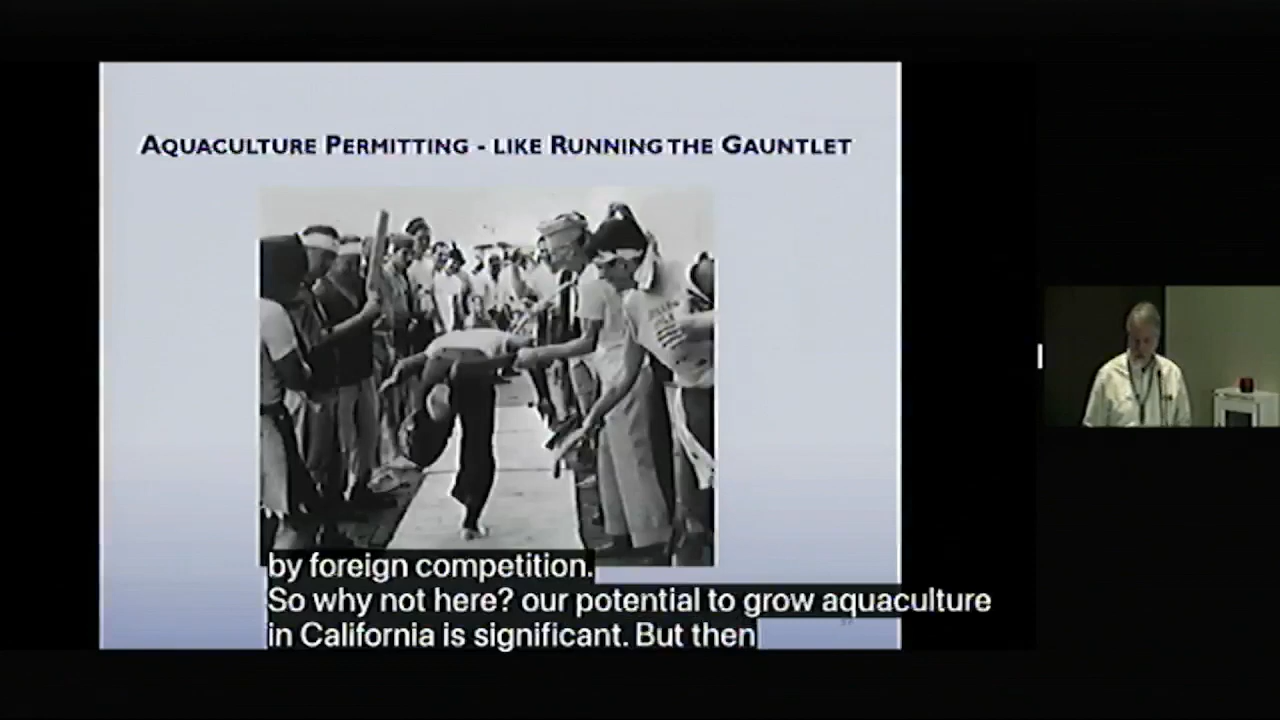 AQUACULTURE PERMITTING - LIKE RUNNING THE GAUNTLET
by foreign competition.
So why not here? our potential to grow aquaculture
in California is significant. But then